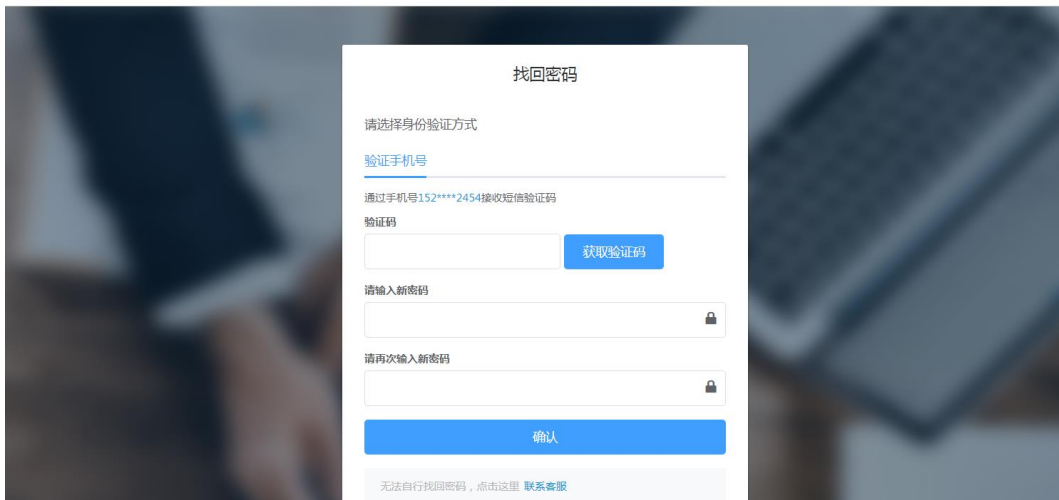 找回密码
请选择身份验证方式
验证手机号
通过手机号152****2454接收短信验证码
验证码
获取验证码
请输入新密码
请再次输入新密码
确认
无法自行找回密码，点击这里 联系客服